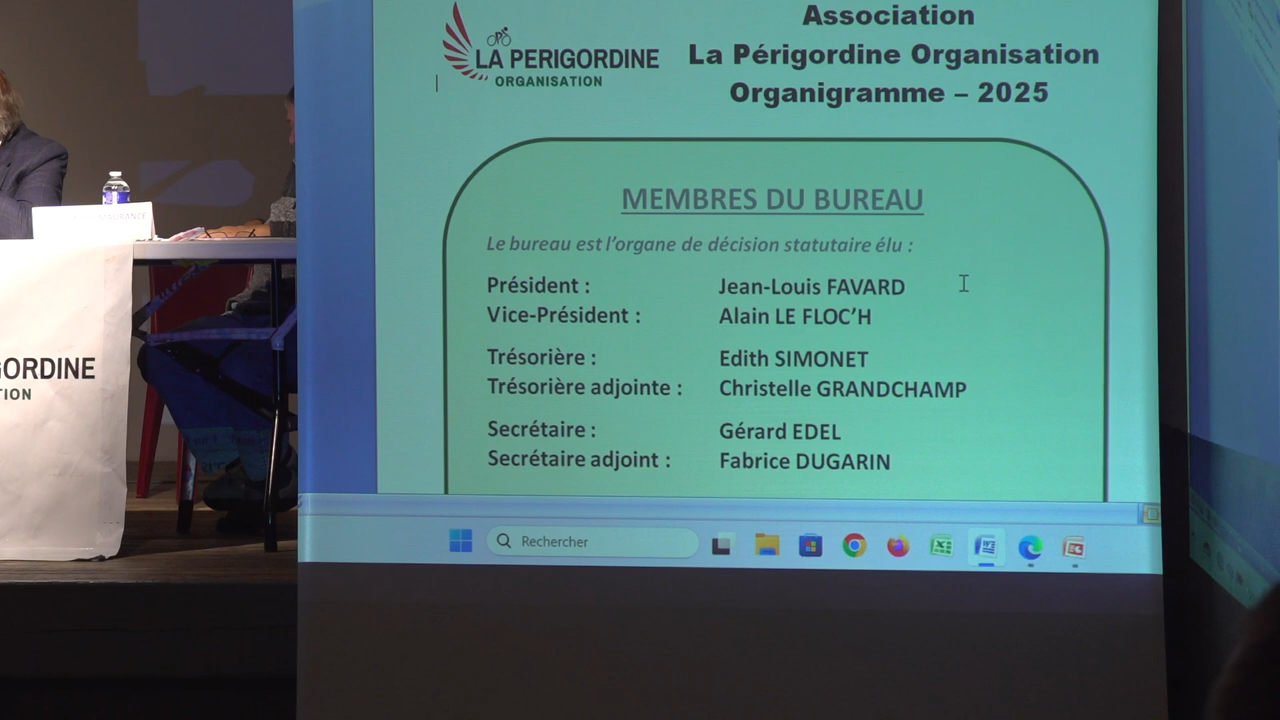 LA PERIGORDINE
ORGANISATION
Association
La Périgordine Organisation
Organigramme – 2025
MEMBRES DU BUREAU
Le bureau est l'organe de décision statutaire élu :
Président : Jean-Louis FAVARD
Vice-Président : Alain LE FLOC'H
Trésorière : Edith SIMONET
Trésorière adjointe : Christelle GRANDCHAMP
Secrétaire : Gérard EDEL
Secrétaire adjoint : Fabrice DUGARIN
Rechercher
GORDINE
TION